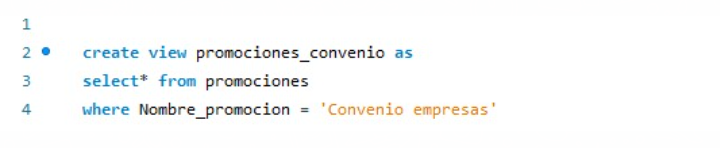 1
2 create view promociones_convenio as
3 select* from promociones
4 where Nombre_promocion = 'Convenio empresas'